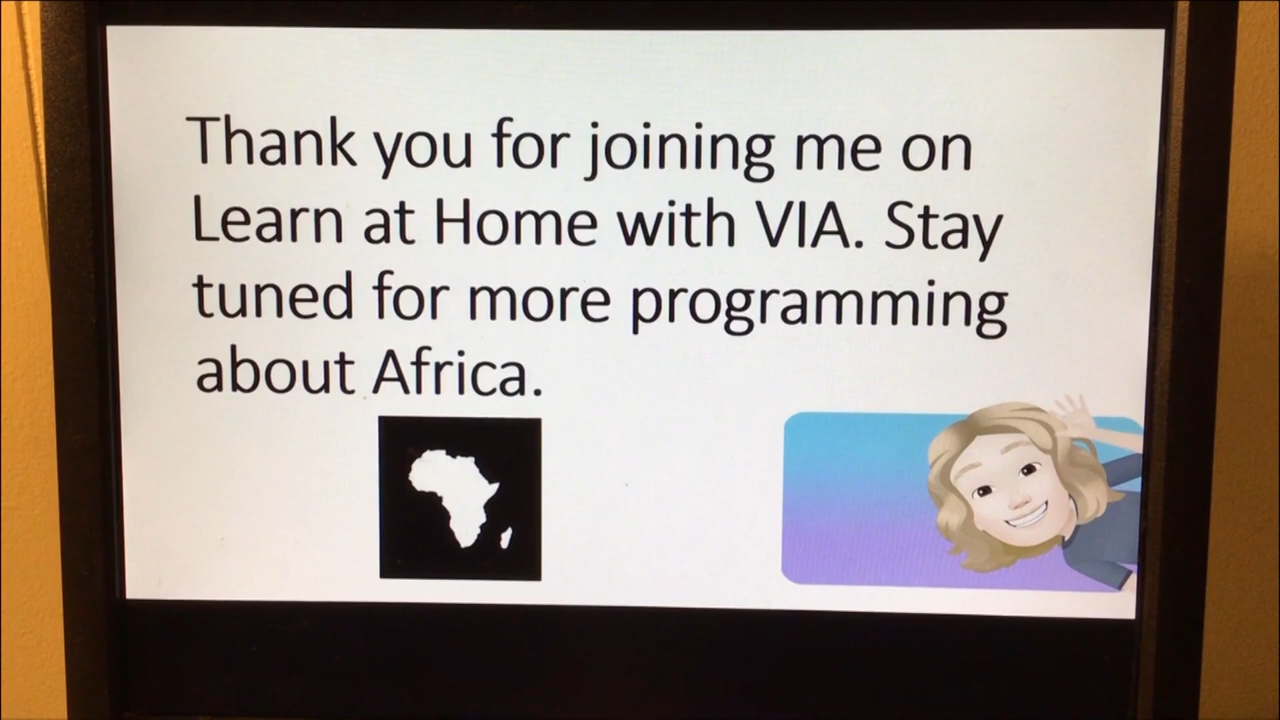 Thank you for joining me on
Learn at Home with VIA. Stay
tuned for more programming
about Africa.